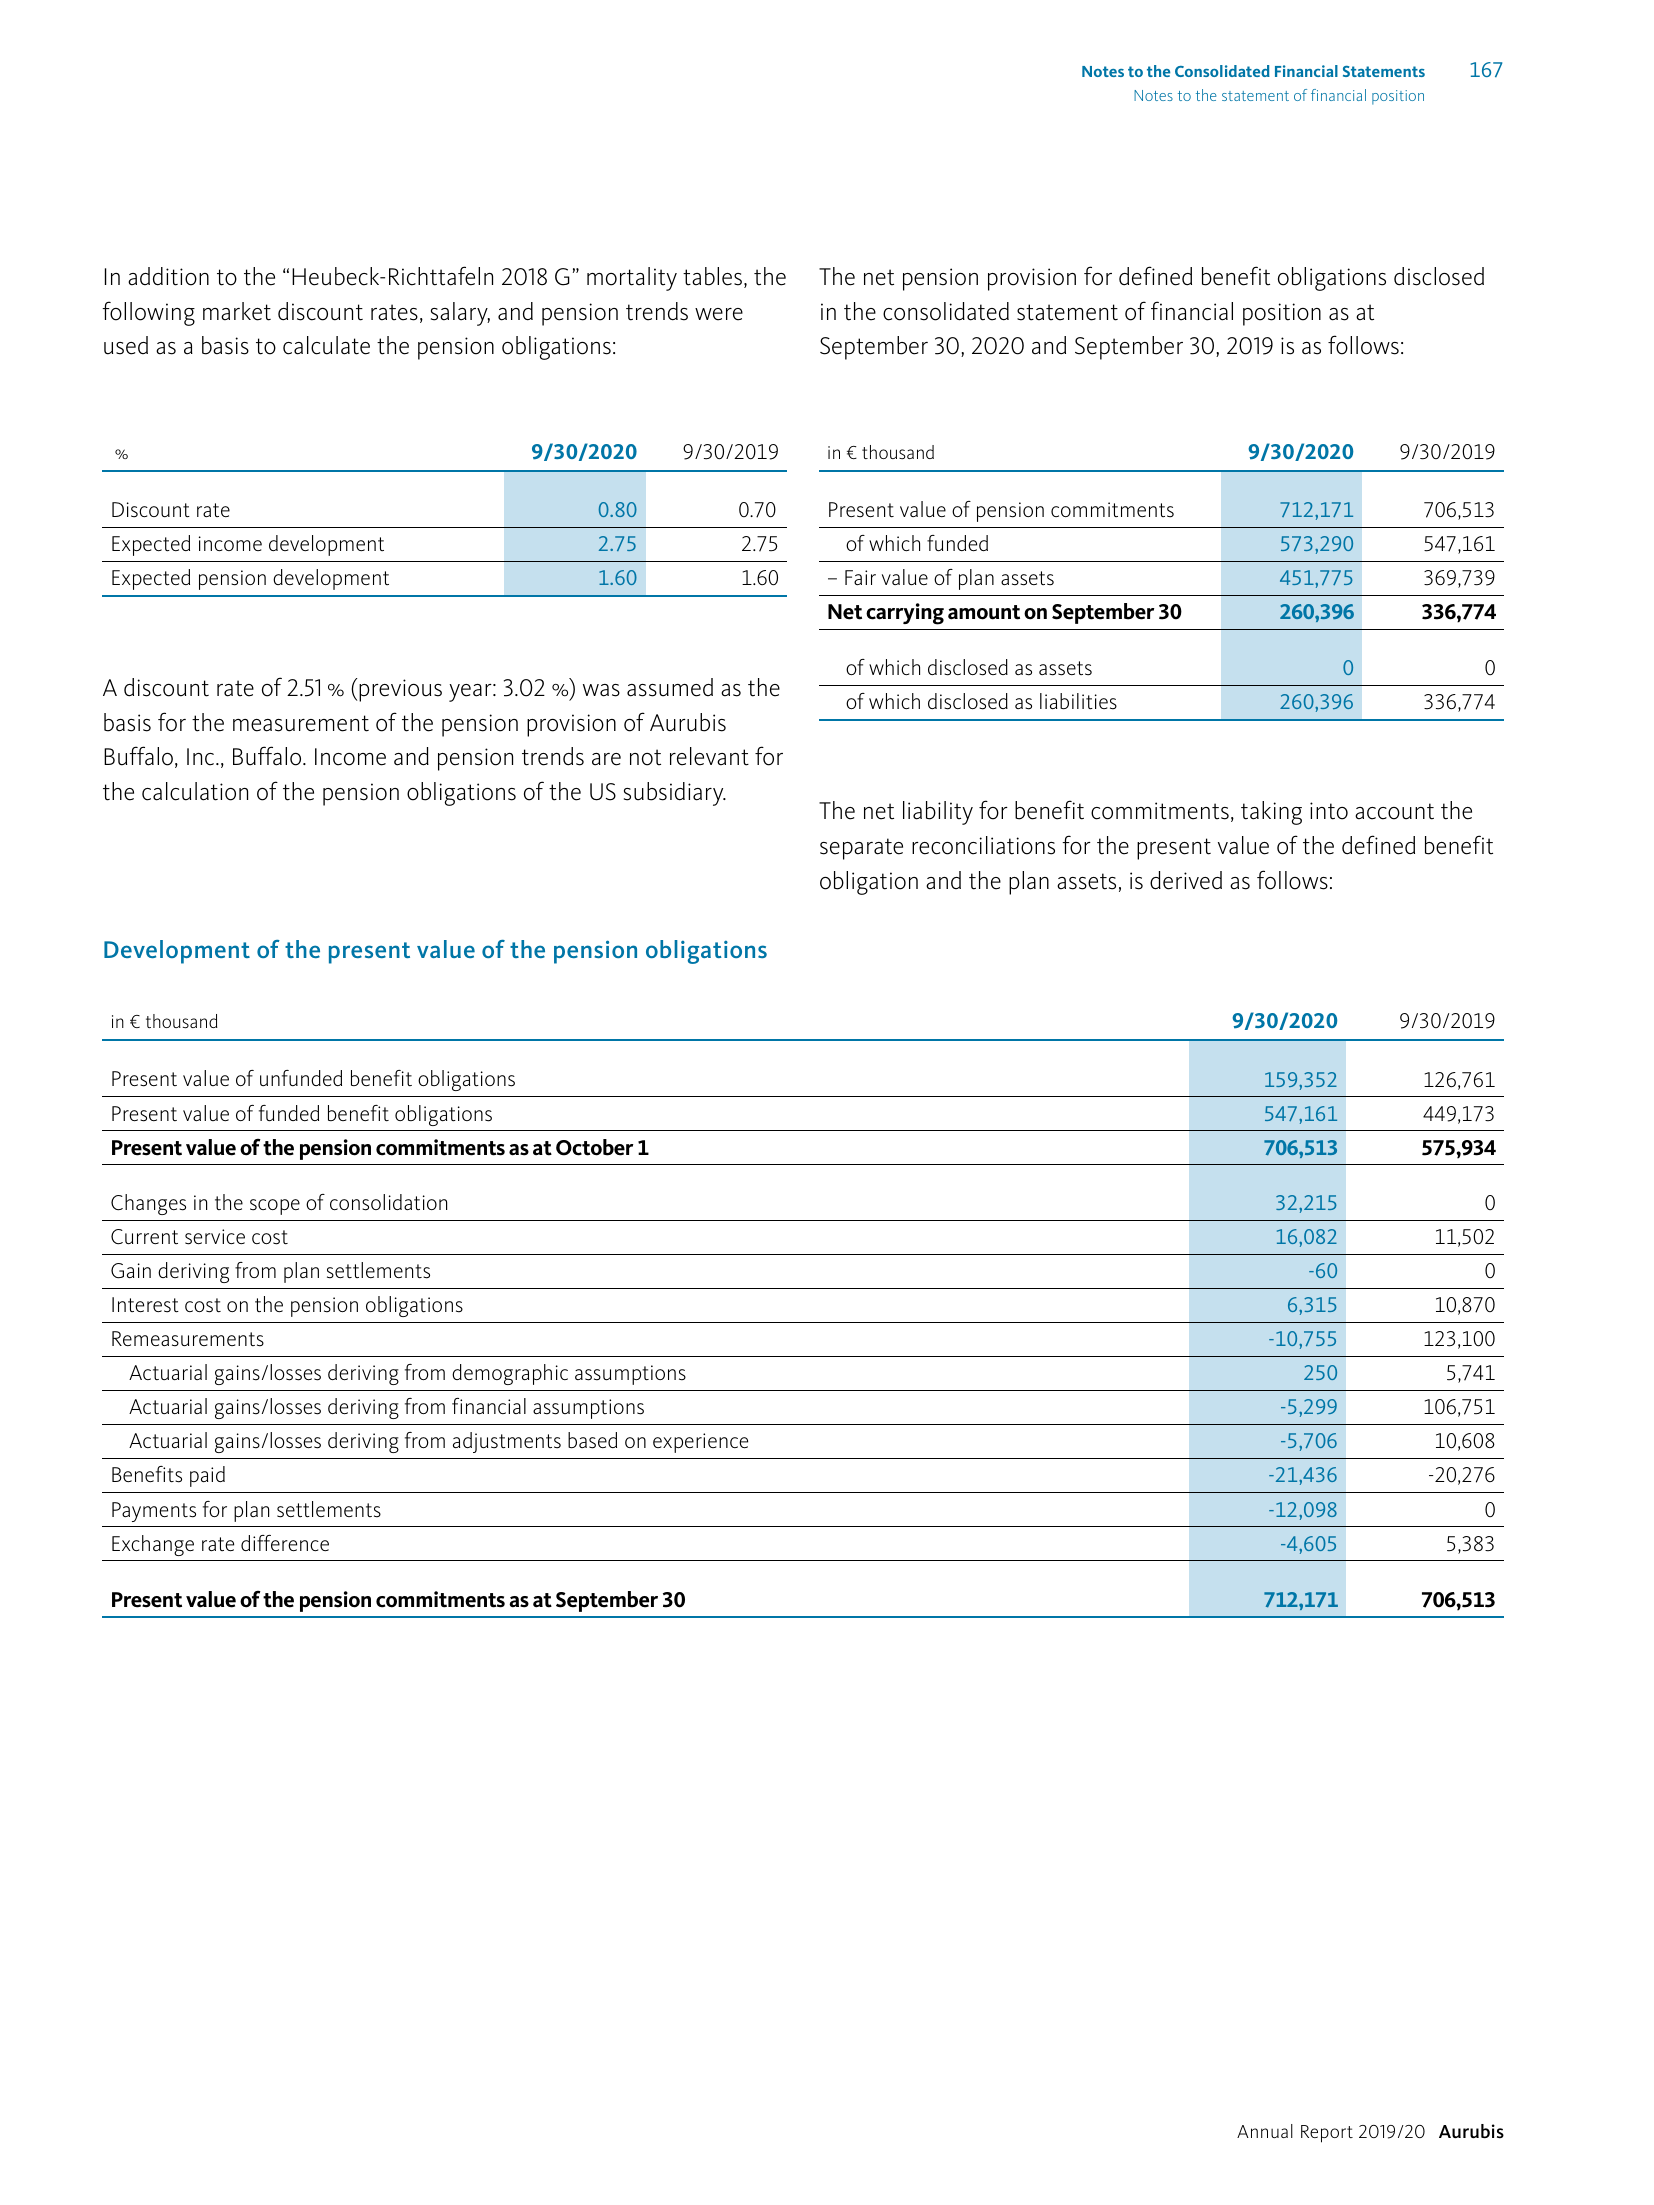 Notes to the Consolidated Financial Statements 167
Notes to the statement of financial position
In addition to the “Heubeck-Richttafeln 2018 G” mortality tables, the
following market discount rates, salary, and pension trends were
used as a basis to calculate the pension obligations:
% 9/30/2020 9/30/2019
Discount rate 0.80 0.70
Expected income development 2.75 2.75
Expected pension development 1.60 1.60
A discount rate of 2.51 % (previous year: 3.02 %) was assumed as the
basis for the measurement of the pension provision of Aurubis
Buffalo, Inc., Buffalo. Income and pension trends are not relevant for
the calculation of the pension obligations of the US subsidiary.
The net pension provision for defined benefit obligations disclosed
in the consolidated statement of financial position as at
September 30, 2020 and September 30, 2019 is as follows:
in € thousand 9/30/2020 9/30/2019
Present value of pension commitments 712,171 706,513
of which funded 573,290 547,161
– Fair value of plan assets 451,775 369,739
Net carrying amount on September 30 260,396 336,774
of which disclosed as assets 0 0
of which disclosed as liabilities 260,396 336,774
The net liability for benefit commitments, taking into account the
separate reconciliations for the present value of the defined benefit
obligation and the plan assets, is derived as follows:
Development of the present value of the pension obligations
in € thousand 9/30/2020 9/30/2019
Present value of unfunded benefit obligations 159,352 126,761
Present value of funded benefit obligations 547,161 449,173
Present value of the pension commitments as at October 1 706,513 575,934
Changes in the scope of consolidation 32,215 0
Current service cost 16,082 11,502
Gain deriving from plan settlements -60 0
Interest cost on the pension obligations 6,315 10,870
Remeasurements -10,755 123,100
Actuarial gains/losses deriving from demographic assumptions 250 5,741
Actuarial gains/losses deriving from financial assumptions -5,299 106,751
Actuarial gains/losses deriving from adjustments based on experience -5,706 10,608
Benefits paid -21,436 -20,276
Payments for plan settlements -12,098 0
Exchange rate difference -4,605 5,383
Present value of the pension commitments as at September 30 712,171 706,513
Annual Report 2019/20 Aurubis